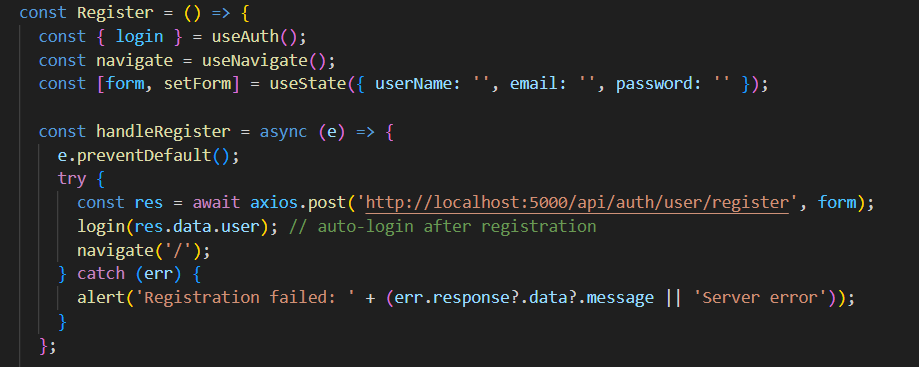 const Register = () => {
  const { login } = useAuth();
  const navigate = useNavigate();
  const [form, setForm] = useState({ userName: '', email: '', password: '' });

  const handleRegister = async (e) => {
    e.preventDefault();
    try {
      const res = await axios.post('http://localhost:5000/api/auth/user/register', form);
      login(res.data.user); // auto-login after registration
      navigate('/');
    } catch (err) {
      alert('Registration failed: ' + (err.response?.data?.message || 'Server error'));
    }
  };